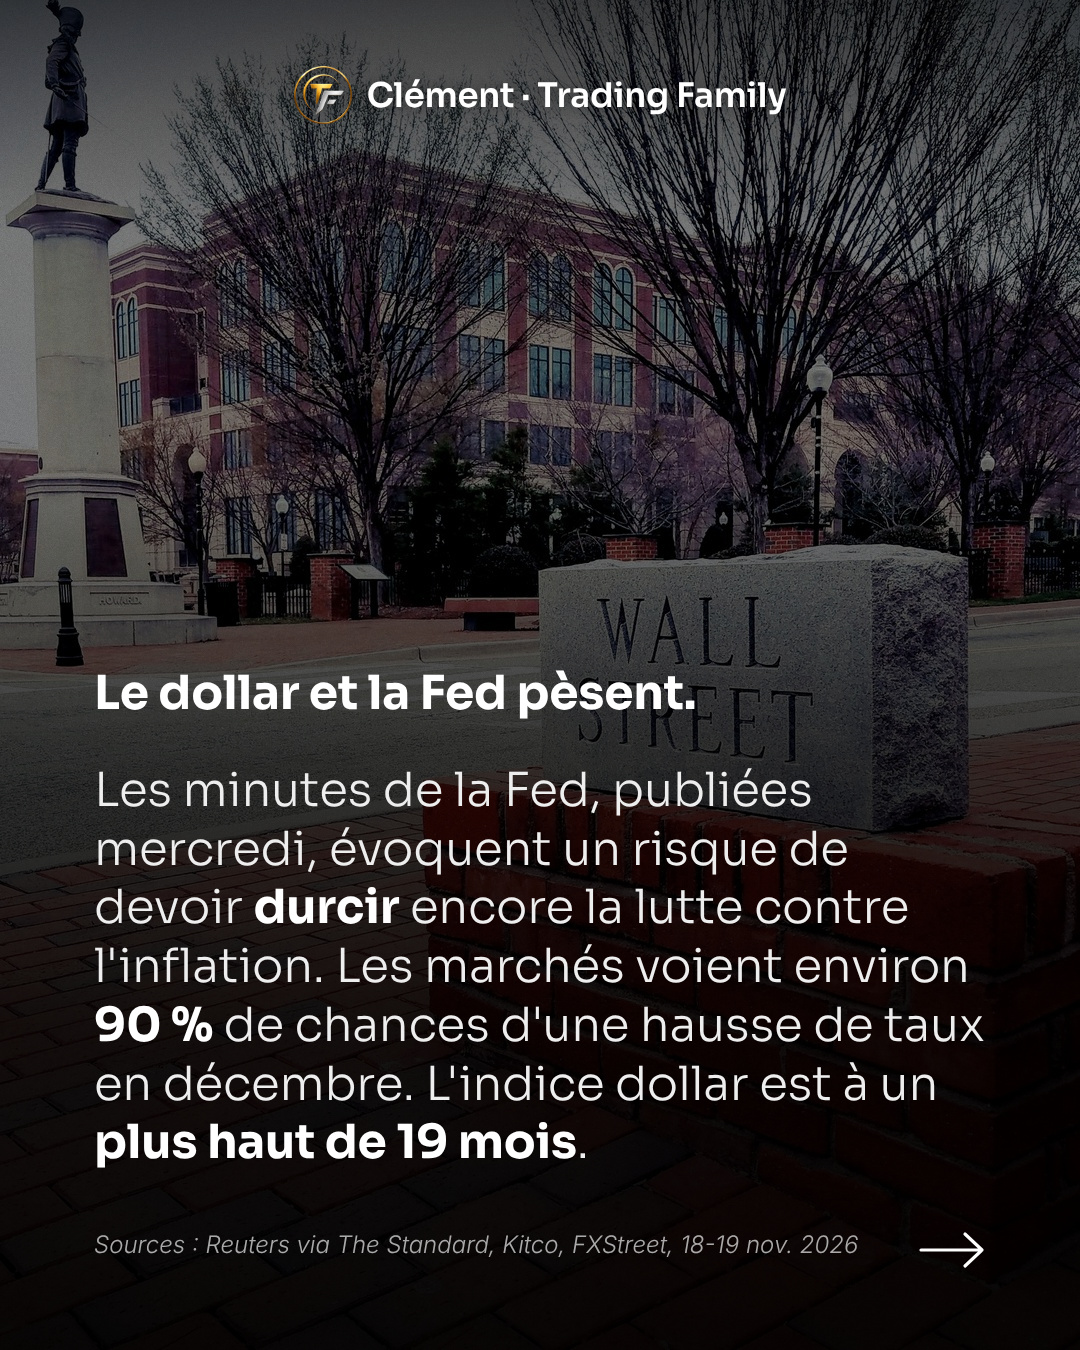 TF
Clément · Trading Family
HOWARD
WALL
STREET
Le dollar et la Fed pèsent.
Les minutes de la Fed, publiées
mercredi, évoquent un risque de
devoir durcir encore la lutte contre
l'inflation. Les marchés voient environ
90 % de chances d'une hausse de taux
en décembre. L'indice dollar est à un
plus haut de 19 mois.
Sources : Reuters via The Standard, Kitco, FXStreet, 18-19 nov. 2026